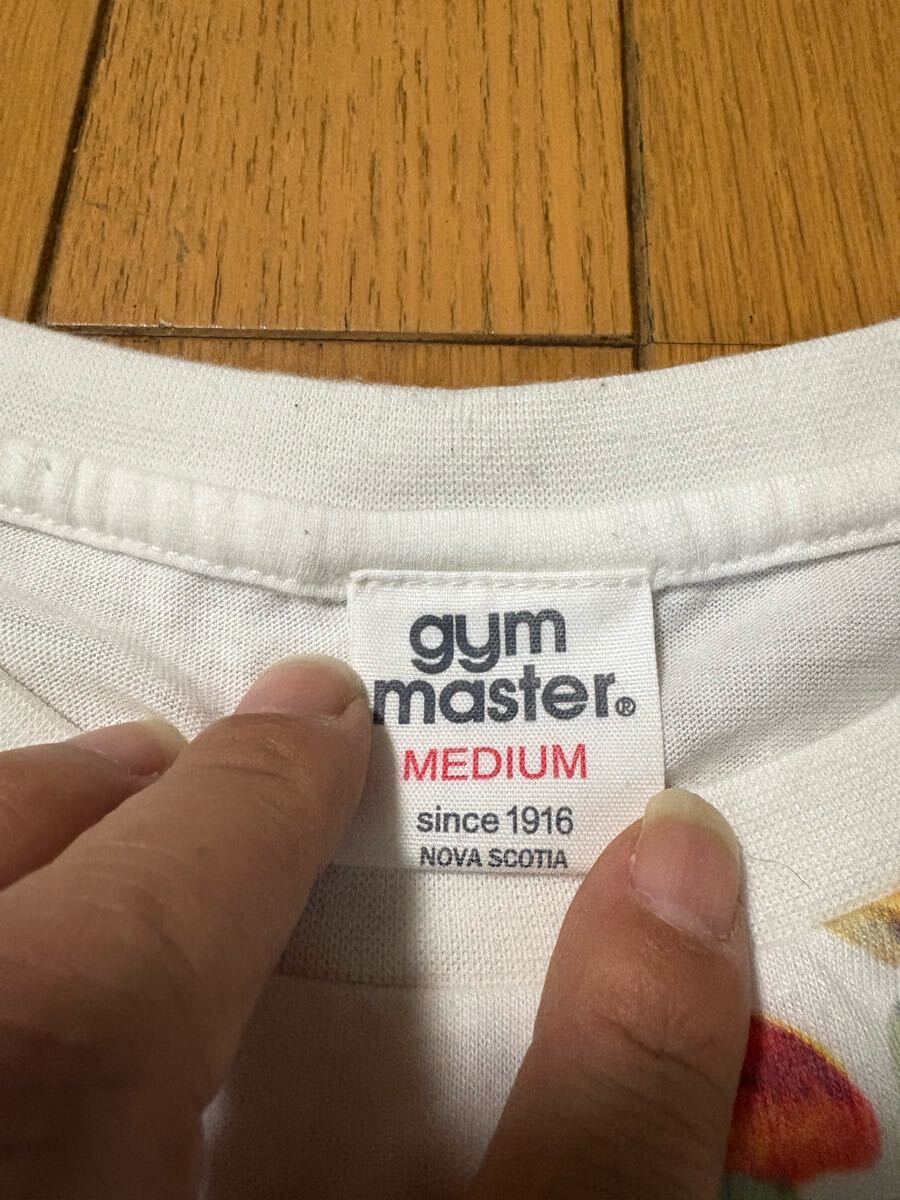 gym
master®
MEDIUM
since 1916
NOVA SCOTIA